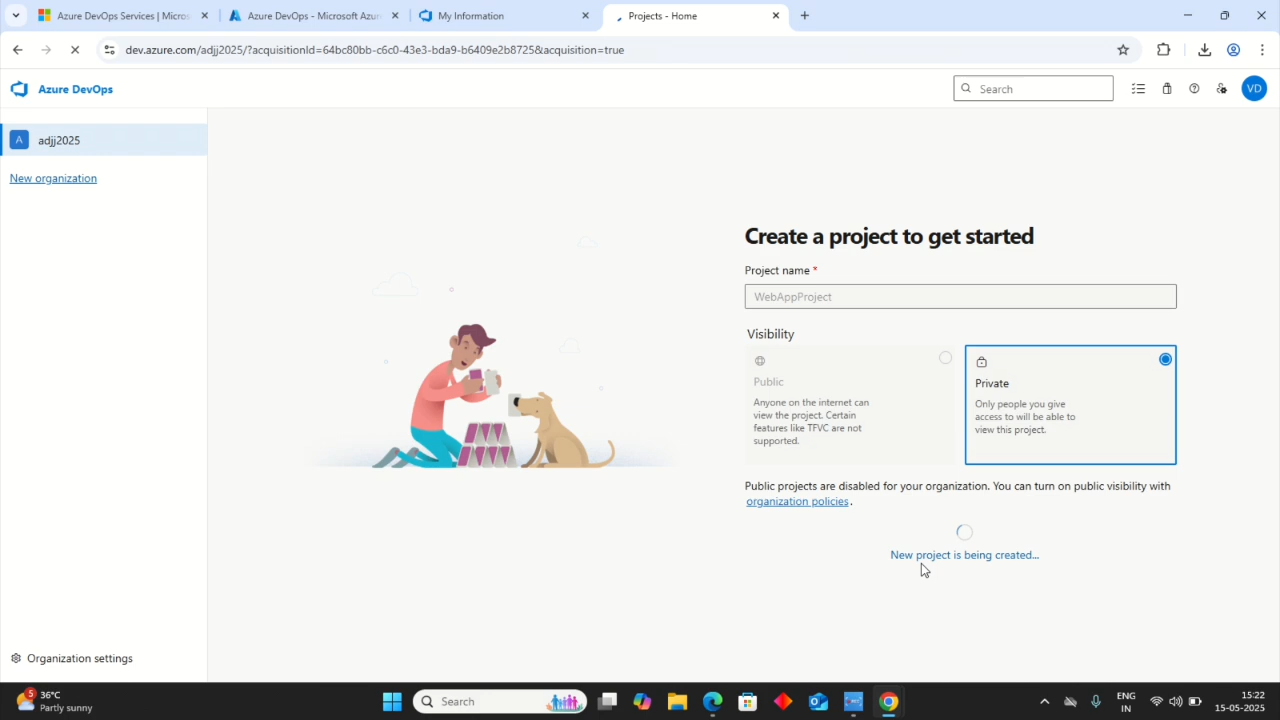 Azure DevOps Services | Micros
Azure DevOps - Microsoft Azur
My Information
Projects - Home
dev.azure.com/adjj2025/?acquisitionId=64bc80bb-c6c0-43e3-bda9-b6409e2b8725&acquisition=true
Azure DevOps
Search
VD
A
adjj2025
New organization
Create a project to get started
Project name *
WebAppProject
Visibility
Public
Anyone on the internet can
view the project. Certain
features like TFVC are not
supported.
Private
Only people you give
access to will be able to
view this project.
Public projects are disabled for your organization. You can turn on public visibility with
organization policies.
New project is being created...
Organization settings
5
36°C
Partly sunny
Search
ENG
IN
15:22
15-05-2025